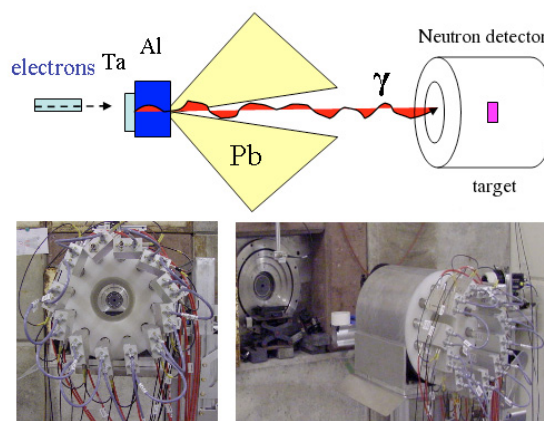 Al
Ta
electrons
Neutron detector
γ
Pb
target